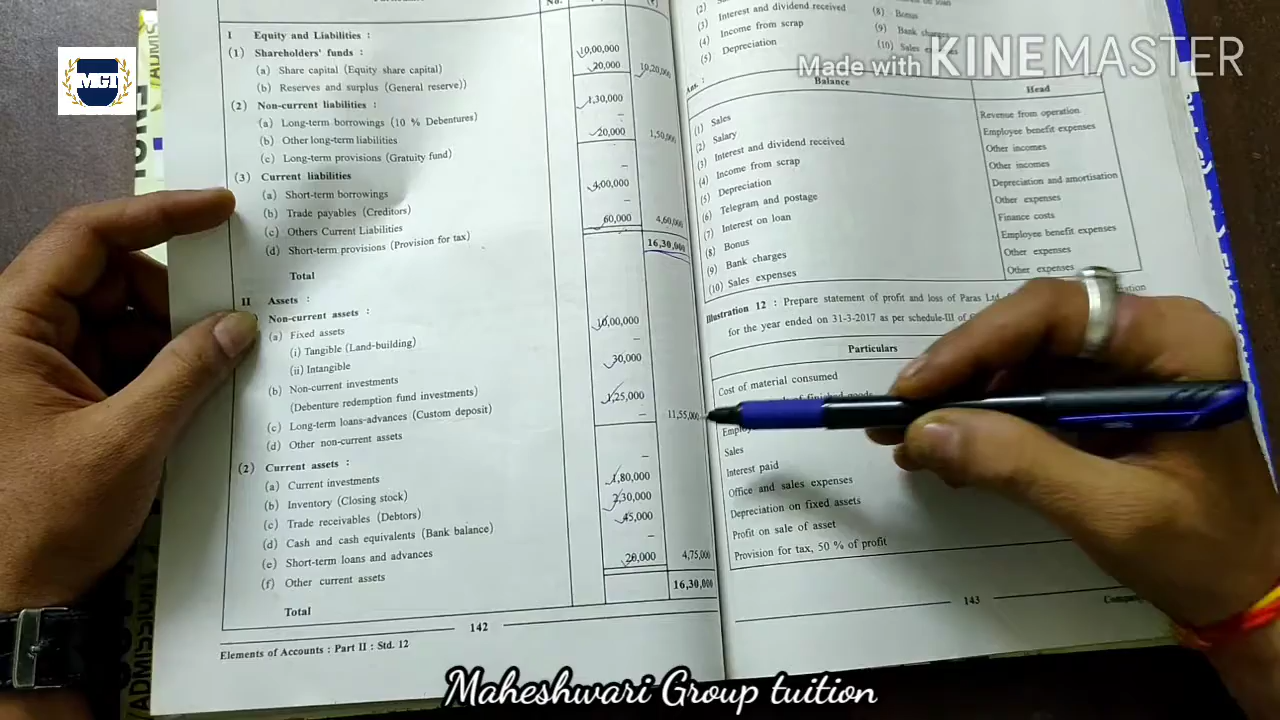 MGT
Made with KINEMASTER
No.
I Equity and Liabilities :
(1) Shareholders' funds :
(a) Share capital (Equity share capital) 10,00,000
(b) Reserves and surplus (General reserve)) 20,000 10,20,000
(2) Non-current liabilities :
(a) Long-term borrowings (10 % Debentures) 1,30,000
(b) Other long-term liabilities –
(c) Long-term provisions (Gratuity fund) 20,000 1,50,000
(3) Current liabilities
(a) Short-term borrowings –
(b) Trade payables (Creditors) 4,00,000
(c) Others Current Liabilities –
(d) Short-term provisions (Provision for tax) 60,000 4,60,000
Total 16,30,000
II Assets :
Non-current assets :
(a) Fixed assets
(i) Tangible (Land-building) 10,00,000
(ii) Intangible –
(b) Non-current investments
(Debenture redemption fund investments) 30,000
(c) Long-term loans-advances (Custom deposit) 1,25,000
(d) Other non-current assets – 11,55,000
(2) Current assets :
(a) Current investments –
(b) Inventory (Closing stock) 1,80,000
(c) Trade receivables (Debtors) 2,30,000
(d) Cash and cash equivalents (Bank balance) 45,000
(e) Short-term loans and advances –
(f) Other current assets 20,000 4,75,000
Total 16,30,000
142
Elements of Accounts : Part II : Std. 12
(2)
(3) Interest and dividend received
(4) Income from scrap
(5) Depreciation
(8) Bonus
(9) Bank charges
(10) Sales
Ans. :
Balance Head
(1) Sales Revenue from operation
(2) Salary Employee benefit expenses
(3) Interest and dividend received Other incomes
(4) Income from scrap Other incomes
(5) Depreciation Depreciation and amortisation
(6) Telegram and postage Other expenses
(7) Interest on loan Finance costs
(8) Bonus Employee benefit expenses
(9) Bank charges Other expenses
(10) Sales expenses Other expenses
Illustration 12 : Prepare statement of profit and loss of Paras Ltd.
for the year ended on 31-3-2017 as per schedule-III of
Particulars
Cost of material consumed
of finished goods
Sales
Interest paid
Office and sales expenses
Depreciation on fixed assets
Profit on sale of asset
Provision for tax, 50 % of profit
143
Maheshwari Group tuition